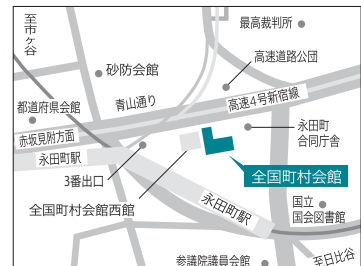 至市ヶ谷
最高裁判所
高速道路公団
砂防会館
青山通り
都道府県会館
高速4号新宿線
赤坂見附方面
永田町
合同庁舎
永田町駅
3番出口
全国町村会館
全国町村会館西館
永田町駅
国立
国会図書館
参議院議員会館
至日比谷